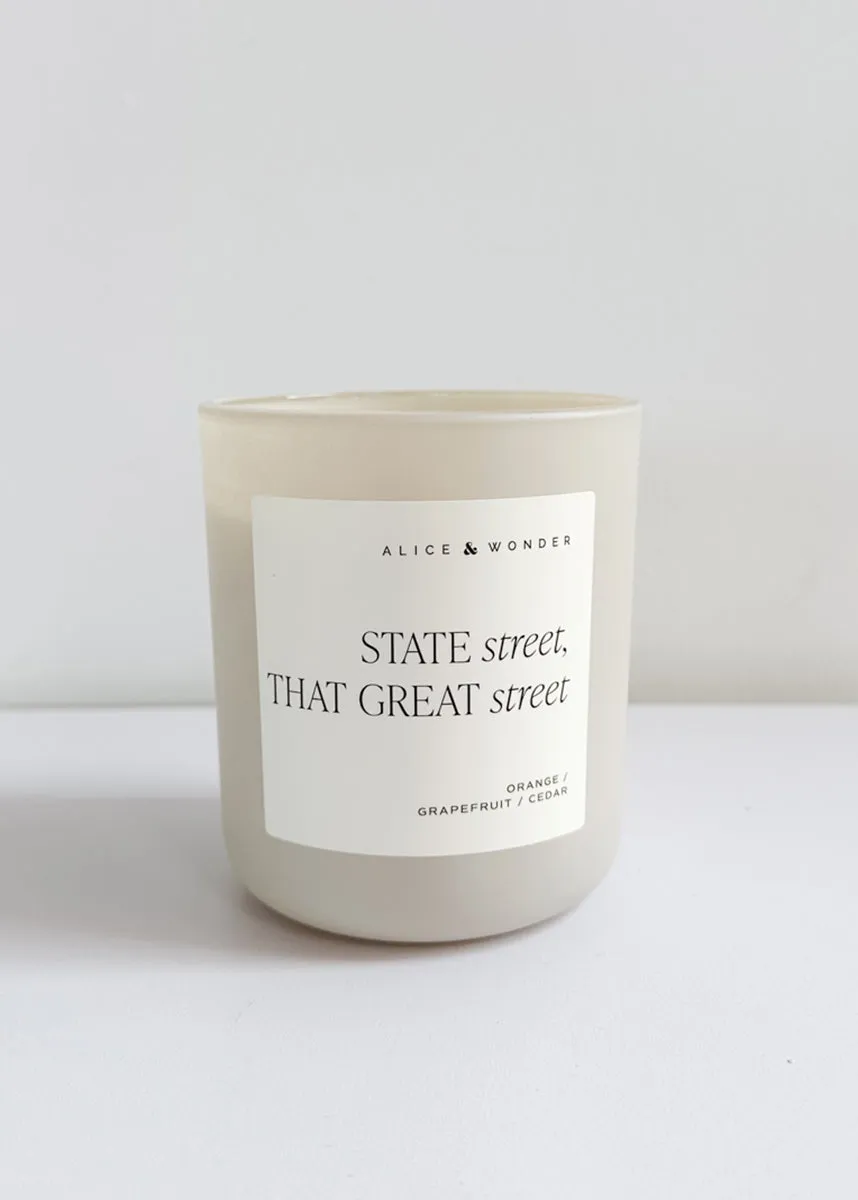 ALICE & WONDER
STATE street,
THAT GREAT street
ORANGE /
GRAPEFRUIT / CEDAR